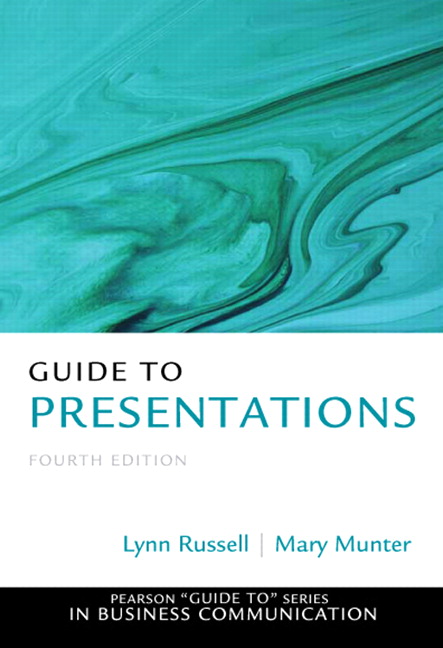 GUIDE TO
PRESENTATIONS
FOURTH EDITION
Lynn Russell | Mary Munter
PEARSON “GUIDE TO” SERIES
IN BUSINESS COMMUNICATION